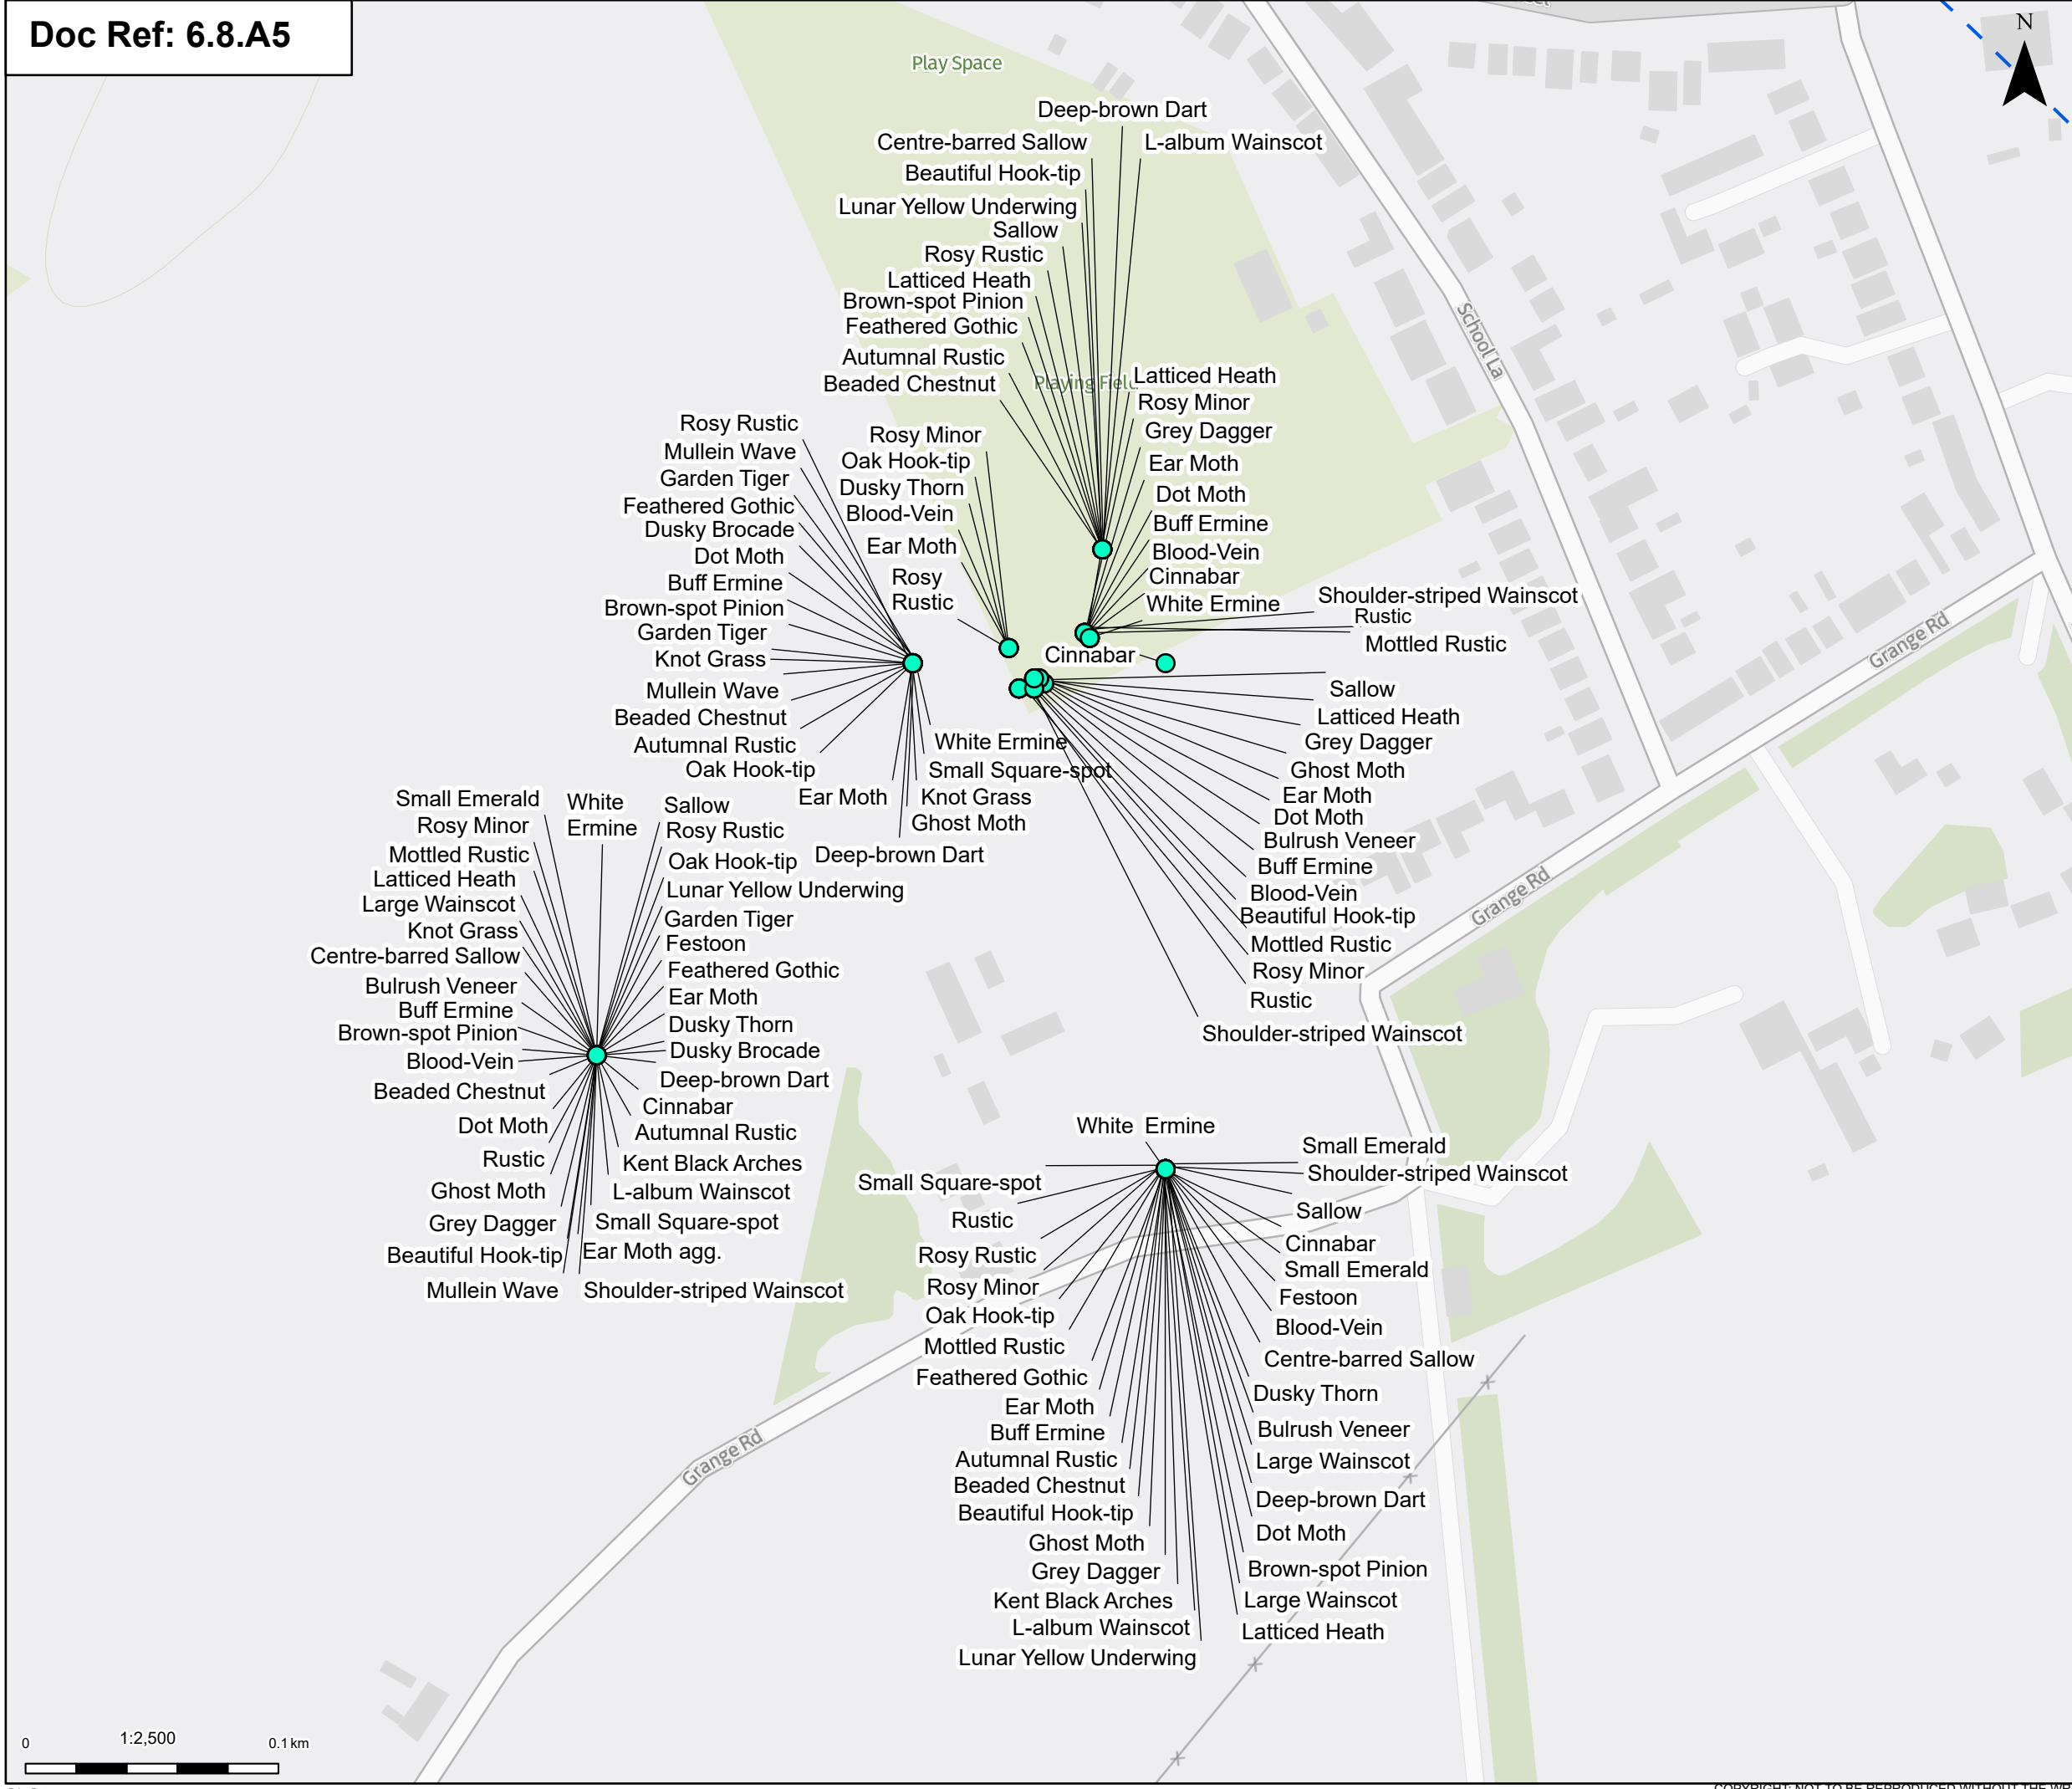 Doc Ref: 6.8.A5
N
Play Space
Deep-brown Dart
Centre-barred Sallow
L-album Wainscot
Beautiful Hook-tip
Lunar Yellow Underwing
Sallow
Rosy Rustic
Latticed Heath
Brown-spot Pinion
Feathered Gothic
Autumnal Rustic
Beaded Chestnut
Playing Field
School La
Latticed Heath
Rosy Minor
Grey Dagger
Ear Moth
Dot Moth
Buff Ermine
Blood-Vein
Cinnabar
White Ermine
Shoulder-striped Wainscot
Rustic
Mottled Rustic
Cinnabar
Rosy Minor
Oak Hook-tip
Dusky Thorn
Blood-Vein
Ear Moth
Rosy
Rustic
Rosy Rustic
Mullein Wave
Garden Tiger
Feathered Gothic
Dusky Brocade
Dot Moth
Buff Ermine
Brown-spot Pinion
Garden Tiger
Knot Grass
Mullein Wave
Beaded Chestnut
Autumnal Rustic
Oak Hook-tip
Ear Moth
Deep-brown Dart
White Ermine
Small Square-spot
Knot Grass
Ghost Moth
Sallow
Latticed Heath
Grey Dagger
Ghost Moth
Ear Moth
Dot Moth
Bulrush Veneer
Buff Ermine
Blood-Vein
Beautiful Hook-tip
Mottled Rustic
Rosy Minor
Rustic
Shoulder-striped Wainscot
Grange Rd
Grange Rd
Small Emerald
Rosy Minor
Mottled Rustic
Latticed Heath
Large Wainscot
Knot Grass
Centre-barred Sallow
Bulrush Veneer
Buff Ermine
Brown-spot Pinion
Blood-Vein
Beaded Chestnut
Dot Moth
Rustic
Ghost Moth
Grey Dagger
Beautiful Hook-tip
Mullein Wave
White
Ermine
Sallow
Rosy Rustic
Oak Hook-tip
Lunar Yellow Underwing
Garden Tiger
Festoon
Feathered Gothic
Ear Moth
Dusky Thorn
Dusky Brocade
Deep-brown Dart
Cinnabar
Autumnal Rustic
Kent Black Arches
L-album Wainscot
Small Square-spot
Ear Moth agg.
Shoulder-striped Wainscot
White Ermine
Small Square-spot
Rustic
Rosy Rustic
Rosy Minor
Oak Hook-tip
Mottled Rustic
Feathered Gothic
Ear Moth
Buff Ermine
Autumnal Rustic
Beaded Chestnut
Beautiful Hook-tip
Ghost Moth
Grey Dagger
Kent Black Arches
L-album Wainscot
Lunar Yellow Underwing
Small Emerald
Shoulder-striped Wainscot
Sallow
Cinnabar
Small Emerald
Festoon
Blood-Vein
Centre-barred Sallow
Dusky Thorn
Bulrush Veneer
Large Wainscot
Deep-brown Dart
Dot Moth
Brown-spot Pinion
Large Wainscot
Latticed Heath
Grange Rd
0 1:2,500 0.1 km